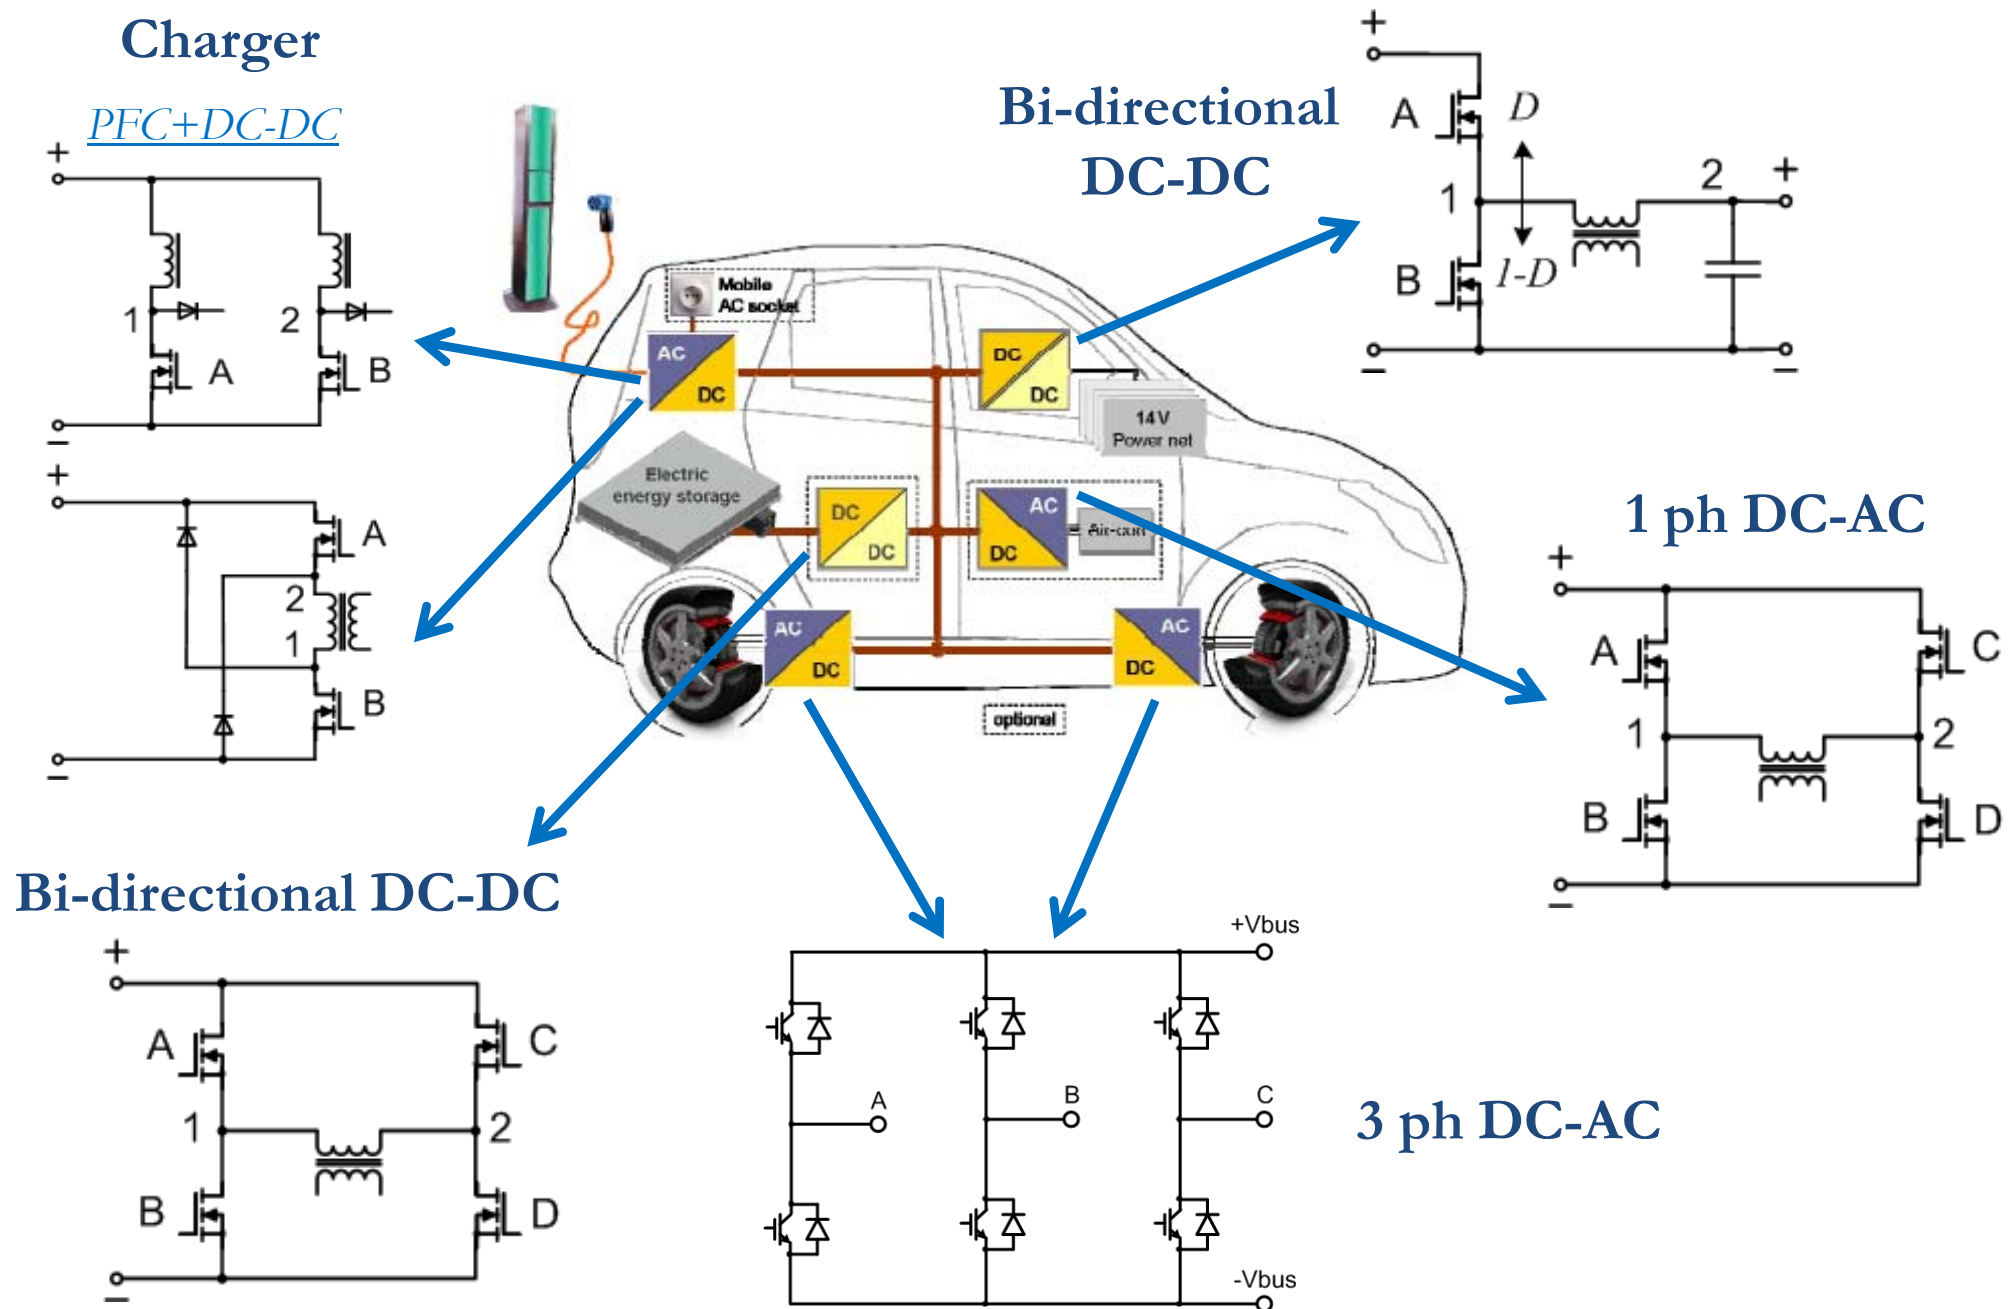 Charger
PFC+DC-DC
+
1
2
A
B
−
+
A
2
1
B
−
Bi-directional
DC-DC
+
A
D
1
2
+
B
1-D
−
−
Mobile
AC socket
AC
DC
DC
DC
14V
Power net
Electric
energy storage
DC
DC
AC
DC
AC
DC
AC
DC
optional
1 ph DC-AC
+
A
C
1
2
B
D
−
Bi-directional DC-DC
+
A
C
1
2
B
D
−
+Vbus
A
B
C
-Vbus
3 ph DC-AC